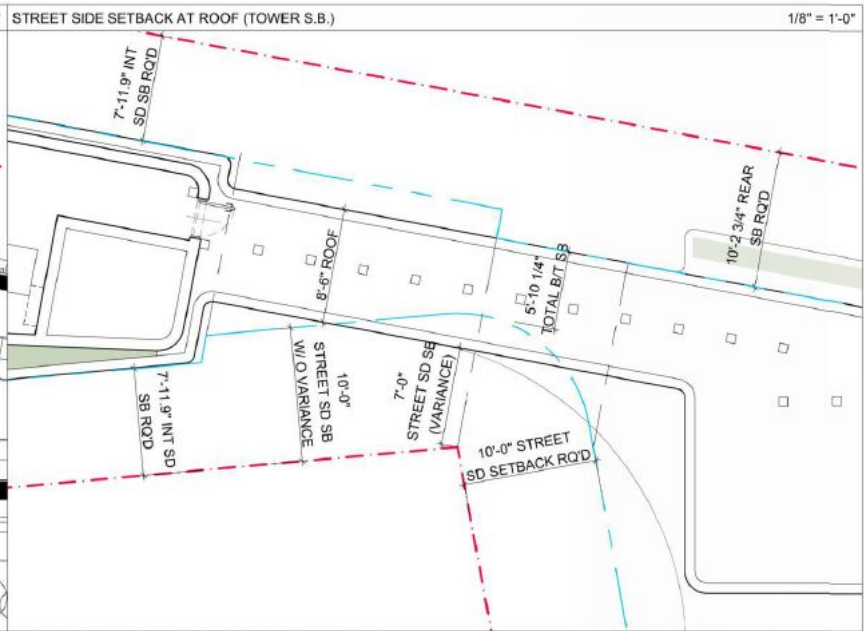 STREET SIDE SETBACK AT ROOF (TOWER S.B.)
1/8" = 1'-0"
7'-11.9" INT
SD SB RQ'D
10'-2 3/4" REAR
SB RQ'D
8'-6" ROOF
5'-10 1/4"
TOTAL B/T SB
10'-0"
STREET SD SB
W/ O VARIANCE
7'-0"
STREET SD SB
(VARIANCE)
7'-11.9" INT SD
SB RQ'D
10'-0" STREET
SD SETBACK RQ'D